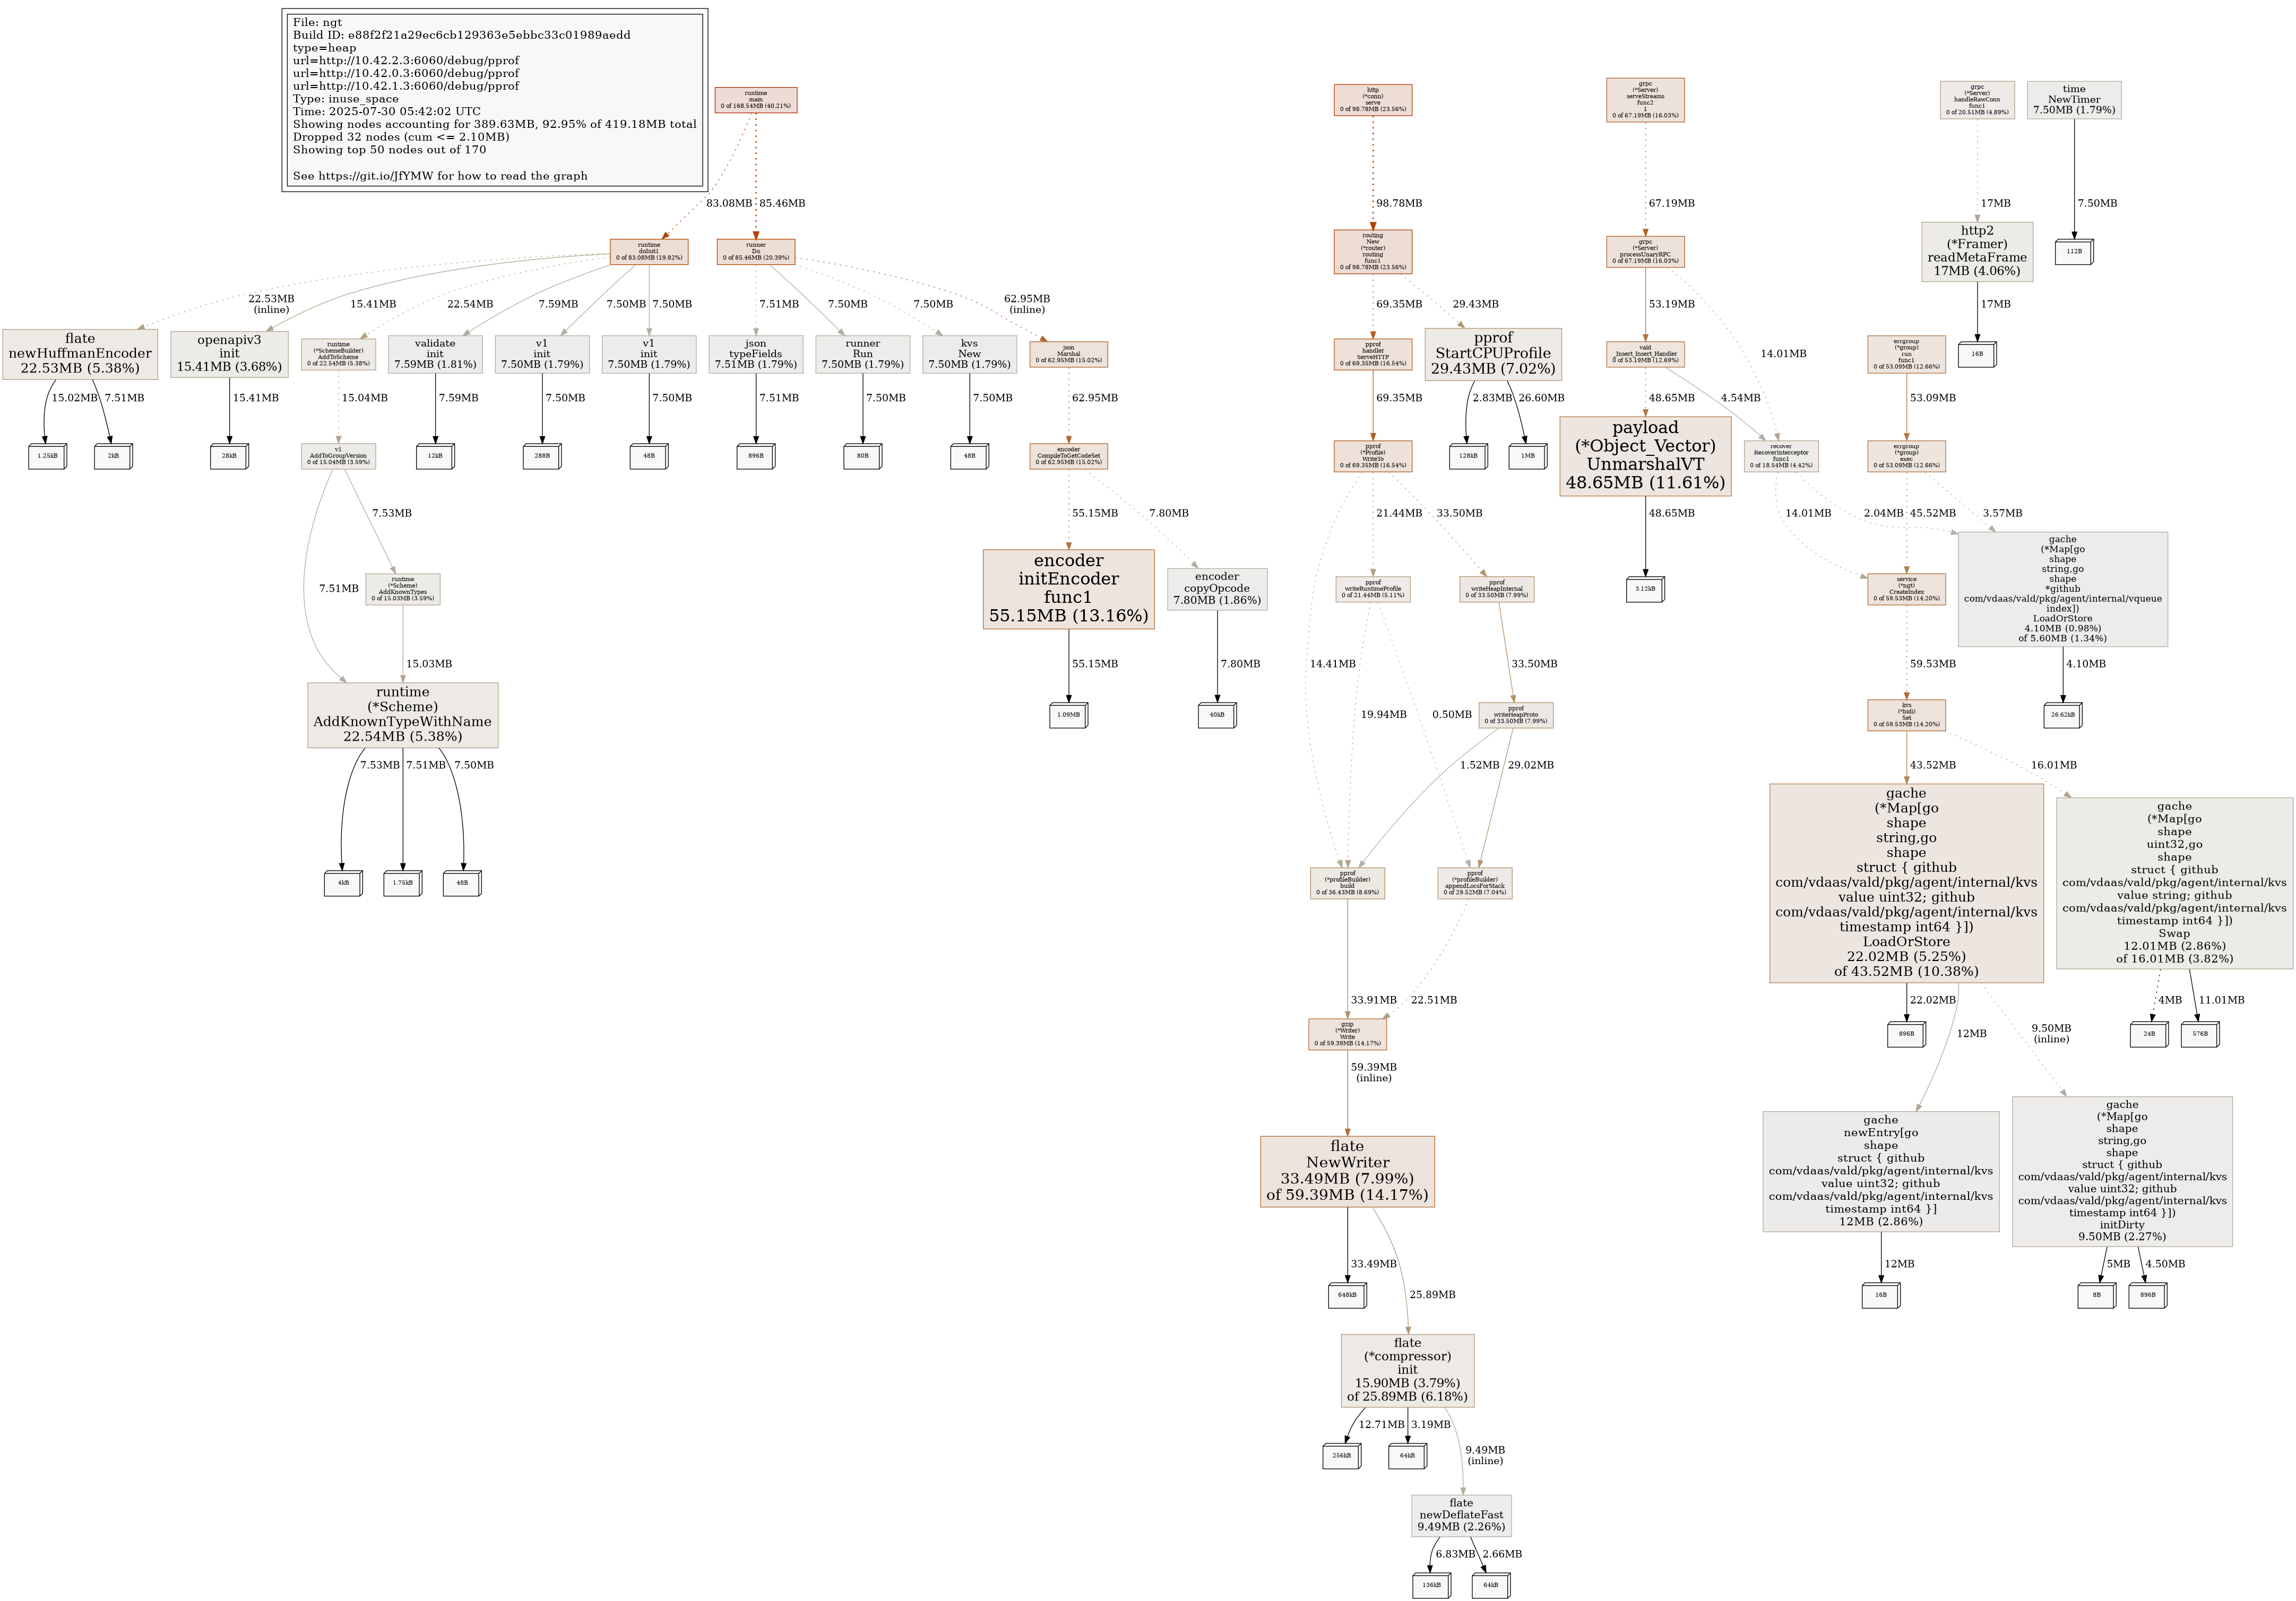 File: ngt
Build ID: e88f2f21a29ec6cb129363e5ebbc33c01989aedd
type=heap
url=http://10.42.2.3:6060/debug/pprof
url=http://10.42.0.3:6060/debug/pprof
url=http://10.42.1.3:6060/debug/pprof
Type: inuse_space
Time: 2025-07-30 05:42:02 UTC
Showing nodes accounting for 389.63MB, 92.95% of 419.18MB total
Dropped 32 nodes (cum <= 2.10MB)
Showing top 50 nodes out of 170
See https://git.io/JfYMW for how to read the graph
runtime
main
0 of 168.54MB (40.21%)
83.08MB
85.46MB
runtime
doInit1
0 of 83.08MB (19.82%)
runner
Do
0 of 85.46MB (20.39%)
22.53MB
(inline)
15.41MB
22.54MB
7.59MB
7.50MB
7.50MB
7.51MB
7.50MB
7.50MB
62.95MB
(inline)
flate
newHuffmanEncoder
22.53MB (5.38%)
openapiv3
init
15.41MB (3.68%)
runtime
(*SchemeBuilder)
AddToScheme
0 of 22.54MB (5.38%)
validate
init
7.59MB (1.81%)
v1
init
7.50MB (1.79%)
v1
init
7.50MB (1.79%)
json
typeFields
7.51MB (1.79%)
runner
Run
7.50MB (1.79%)
kvs
New
7.50MB (1.79%)
json
Marshal
0 of 62.95MB (15.02%)
15.02MB
7.51MB
15.41MB
15.04MB
7.59MB
7.50MB
7.50MB
7.51MB
7.50MB
7.50MB
62.95MB
1.25kB
2kB
28kB
v1
AddToGroupVersion
0 of 15.04MB (3.59%)
12kB
288B
48B
896B
80B
48B
encoder
CompileToGetCodeSet
0 of 62.95MB (15.02%)
7.53MB
7.51MB
runtime
(*Scheme)
AddKnownTypes
0 of 15.03MB (3.59%)
15.03MB
runtime
(*Scheme)
AddKnownTypeWithName
22.54MB (5.38%)
7.53MB
7.51MB
7.50MB
4kB
1.75kB
48B
55.15MB
7.80MB
encoder
initEncoder
func1
55.15MB (13.16%)
encoder
copyOpcode
7.80MB (1.86%)
55.15MB
7.80MB
1.09MB
40kB
http
(*conn)
serve
0 of 98.78MB (23.56%)
98.78MB
routing
New
(*router)
routing
func1
0 of 98.78MB (23.56%)
69.35MB
29.43MB
pprof
handler
ServeHTTP
0 of 69.35MB (16.54%)
pprof
StartCPUProfile
29.43MB (7.02%)
69.35MB
2.83MB
26.60MB
pprof
(*Profile)
WriteTo
0 of 69.35MB (16.54%)
128kB
1MB
21.44MB
33.50MB
14.41MB
pprof
writeRuntimeProfile
0 of 21.44MB (5.11%)
pprof
writeHeapInternal
0 of 33.50MB (7.99%)
33.50MB
19.94MB
0.50MB
pprof
writeHeapProto
0 of 33.50MB (7.99%)
1.52MB
29.02MB
pprof
(*profileBuilder)
build
0 of 36.43MB (8.69%)
pprof
(*profileBuilder)
appendLocsForStack
0 of 29.52MB (7.04%)
33.91MB
22.51MB
gzip
(*Writer)
Write
0 of 59.39MB (14.17%)
59.39MB
(inline)
flate
NewWriter
33.49MB (7.99%)
of 59.39MB (14.17%)
33.49MB
25.89MB
648kB
flate
(*compressor)
init
15.90MB (3.79%)
of 25.89MB (6.18%)
12.71MB
3.19MB
9.49MB
(inline)
256kB
64kB
flate
newDeflateFast
9.49MB (2.26%)
6.83MB
2.66MB
136kB
64kB
grpc
(*Server)
serveStreams
func2
1
0 of 67.19MB (16.03%)
67.19MB
grpc
(*Server)
processUnaryRPC
0 of 67.19MB (16.03%)
53.19MB
14.01MB
vald
Insert_Insert_Handler
0 of 53.19MB (12.69%)
48.65MB
4.54MB
payload
(*Object_Vector)
UnmarshalVT
48.65MB (11.61%)
recover
RecoverInterceptor
func1
0 of 18.54MB (4.42%)
48.65MB
3.12kB
14.01MB
2.04MB
grpc
(*Server)
handleRawConn
func1
0 of 20.51MB (4.89%)
17MB
http2
(*Framer)
readMetaFrame
17MB (4.06%)
17MB
16B
time
NewTimer
7.50MB (1.79%)
7.50MB
112B
errgroup
(*group)
run
func1
0 of 53.09MB (12.66%)
53.09MB
errgroup
(*group)
exec
0 of 53.09MB (12.66%)
45.52MB
3.57MB
service
(*ngt)
CreateIndex
0 of 59.53MB (14.20%)
gache
(*Map[go
shape
string,go
shape
*github
com/vdaas/vald/pkg/agent/internal/vqueue
index])
LoadOrStore
4.10MB (0.98%)
of 5.60MB (1.34%)
59.53MB
4.10MB
26.62kB
kvs
(*bidi)
Set
0 of 59.53MB (14.20%)
43.52MB
16.01MB
gache
(*Map[go
shape
string,go
shape
struct { github
com/vdaas/vald/pkg/agent/internal/kvs
value uint32; github
com/vdaas/vald/pkg/agent/internal/kvs
timestamp int64 }])
LoadOrStore
22.02MB (5.25%)
of 43.52MB (10.38%)
gache
(*Map[go
shape
uint32,go
shape
struct { github
com/vdaas/vald/pkg/agent/internal/kvs
value string; github
com/vdaas/vald/pkg/agent/internal/kvs
timestamp int64 }])
Swap
12.01MB (2.86%)
of 16.01MB (3.82%)
22.02MB
12MB
9.50MB
(inline)
4MB
11.01MB
896B
24B
576B
gache
newEntry[go
shape
struct { github
com/vdaas/vald/pkg/agent/internal/kvs
value uint32; github
com/vdaas/vald/pkg/agent/internal/kvs
timestamp int64 }]
12MB (2.86%)
gache
(*Map[go
shape
string,go
shape
struct { github
com/vdaas/vald/pkg/agent/internal/kvs
value uint32; github
com/vdaas/vald/pkg/agent/internal/kvs
timestamp int64 }])
initDirty
9.50MB (2.27%)
12MB
5MB
4.50MB
16B
8B
896B